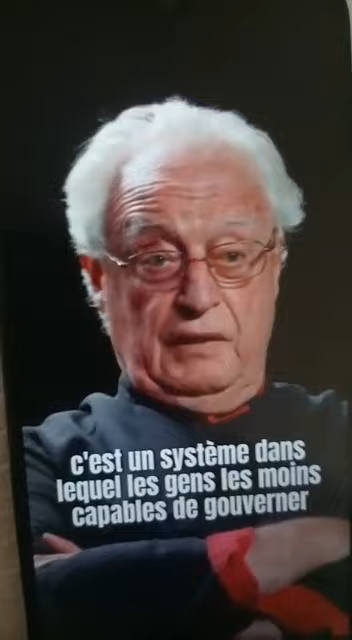 c'est un système dans
lequel les gens les moins
capables de gouverner